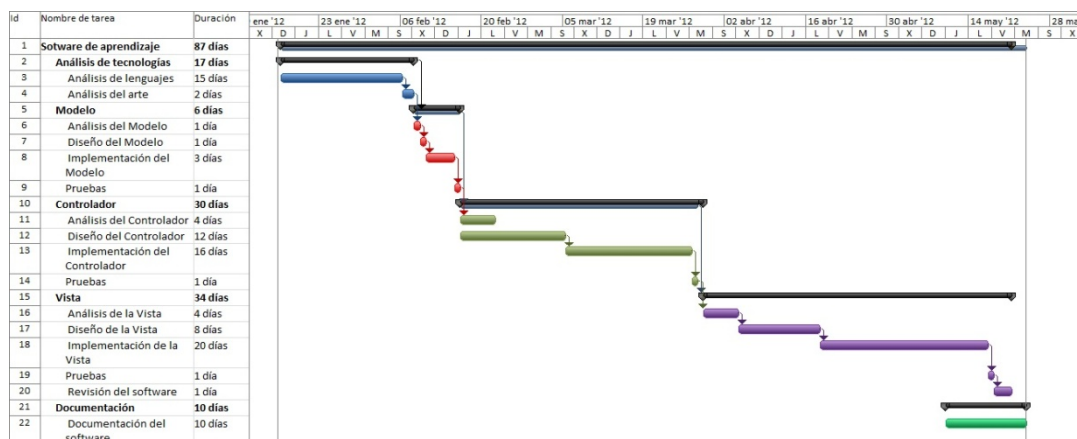 Id Nombre de tarea Duración ene '12 23 ene '12 06 feb '12 20 feb '12 05 mar '12 19 mar '12 02 abr '12 16 abr '12 30 abr '12 14 may '12 28 ma
X D J L V M S X D J L V M S X D J L V M S X D J L V M S X
1 Sotware de aprendizaje 87 días
2 Análisis de tecnologías 17 días
3 Análisis de lenguajes 15 días
4 Análisis del arte 2 días
5 Modelo 6 días
6 Análisis del Modelo 1 día
7 Diseño del Modelo 1 día
8 Implementación del 3 días
Modelo
9 Pruebas 1 día
10 Controlador 30 días
11 Análisis del Controlador 4 días
12 Diseño del Controlador 12 días
13 Implementación del 16 días
Controlador
14 Pruebas 1 día
15 Vista 34 días
16 Análisis de la Vista 4 días
17 Diseño de la Vista 8 días
18 Implementación de la 20 días
Vista
19 Pruebas 1 día
20 Revisión del software 1 día
21 Documentación 10 días
22 Documentación del 10 días
software